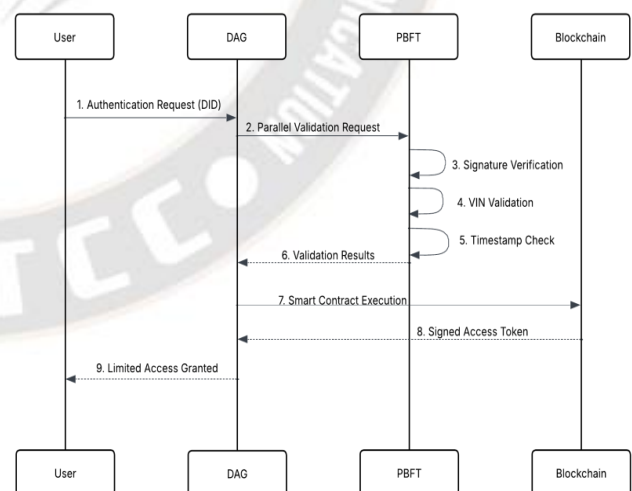 User
DAG
PBFT
Blockchain
1. Authentication Request (DID)
2. Parallel Validation Request
3. Signature Verification
4. VIN Validation
5. Timestamp Check
6. Validation Results
7. Smart Contract Execution
8. Signed Access Token
9. Limited Access Granted
User
DAG
PBFT
Blockchain